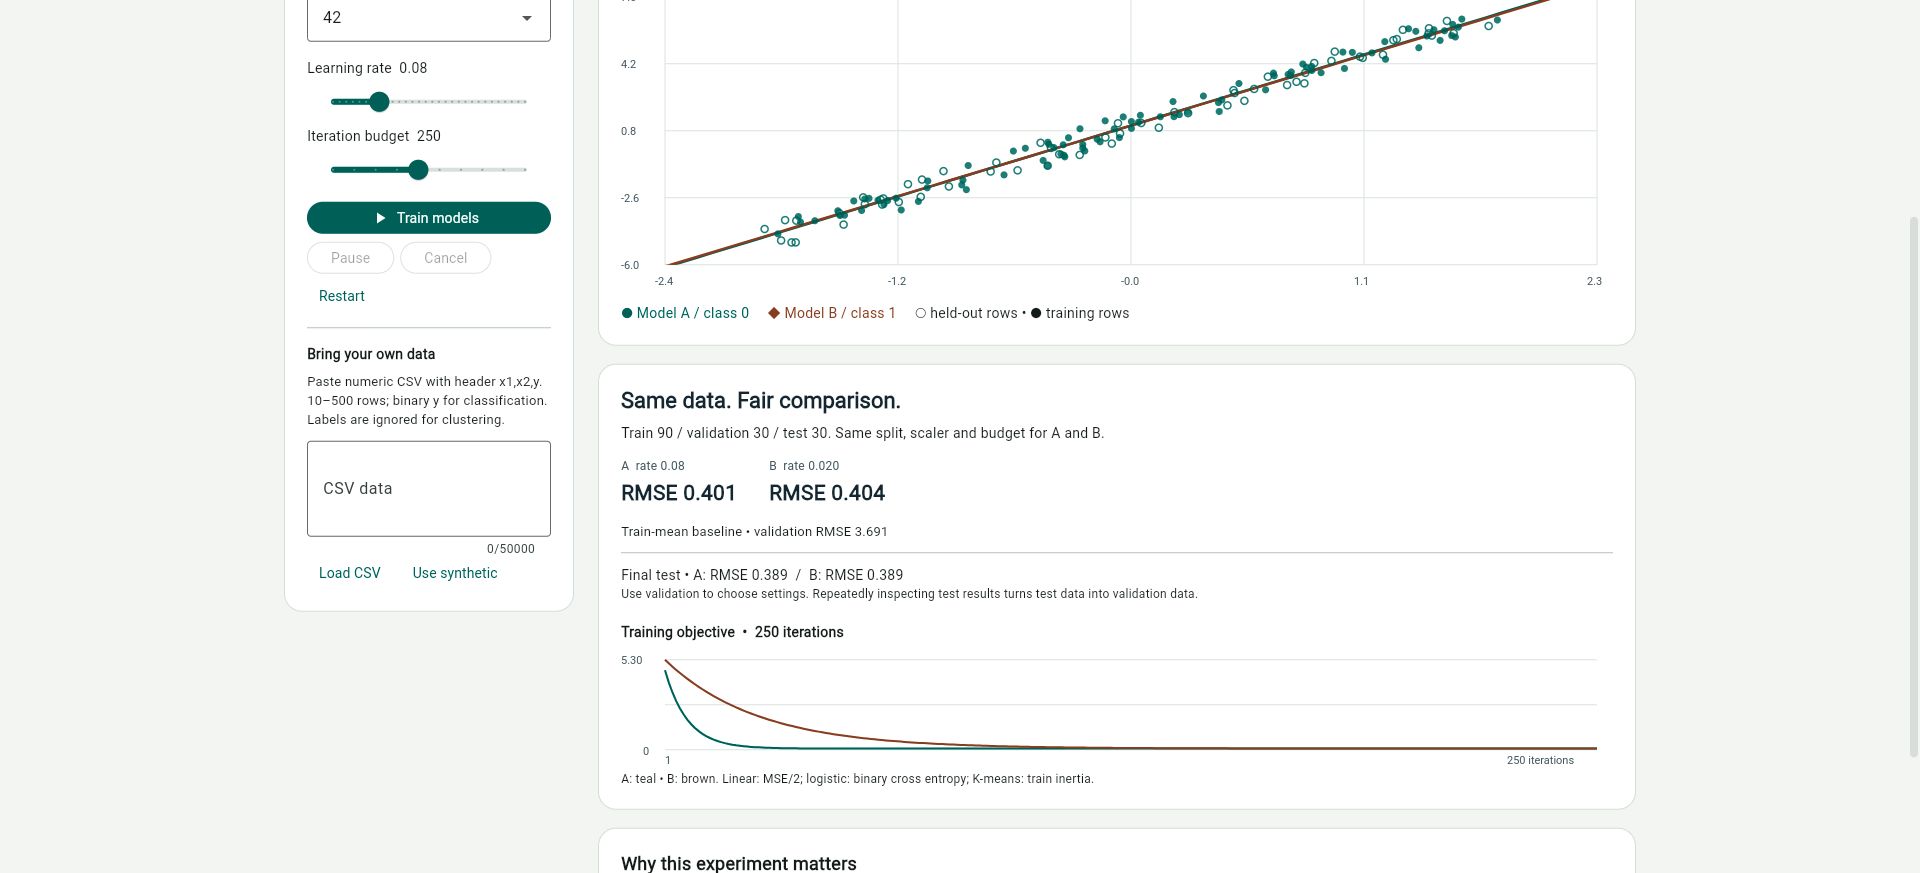 42
Learning rate 0.08
Iteration budget 250
Train models
Pause Cancel
Restart
Bring your own data
Paste numeric CSV with header x1,x2,y.
10–500 rows; binary y for classification.
Labels are ignored for clustering.
CSV data
0/50000
Load CSV Use synthetic
4.2
0.8
-2.6
-6.0
-2.4 -1.2 -0.0 1.1 2.3
Model A / class 0 Model B / class 1 held-out rows • training rows
Same data. Fair comparison.
Train 90 / validation 30 / test 30. Same split, scaler and budget for A and B.
A rate 0.08 B rate 0.020
RMSE 0.401 RMSE 0.404
Train-mean baseline • validation RMSE 3.691
Final test • A: RMSE 0.389 / B: RMSE 0.389
Use validation to choose settings. Repeatedly inspecting test results turns test data into validation data.
Training objective • 250 iterations
5.30
0
1 250 iterations
A: teal • B: brown. Linear: MSE/2; logistic: binary cross entropy; K-means: train inertia.
Why this experiment matters